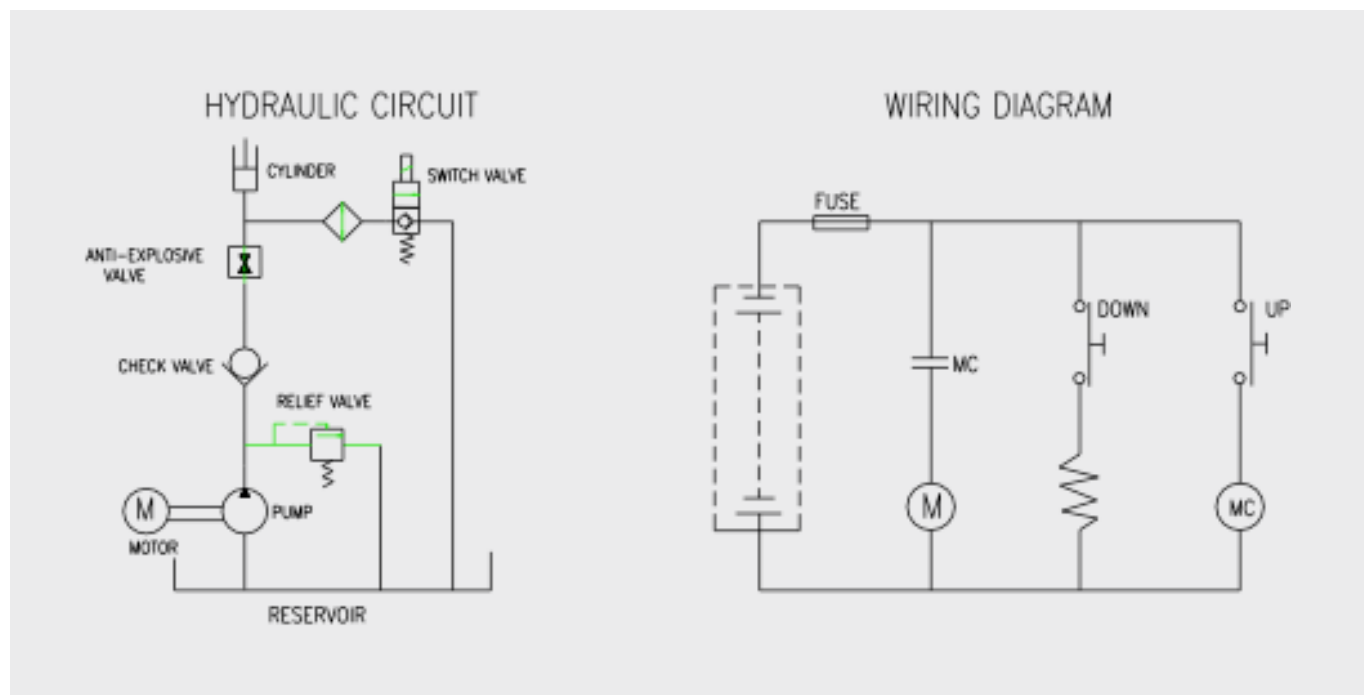 HYDRAULIC CIRCUIT
CYLINDER
SWITCH VALVE
ANTI-EXPLOSIVE
VALVE
CHECK VALVE
RELIEF VALVE
M
PUMP
MOTOR
RESERVOIR
WIRING DIAGRAM
FUSE
DOWN
UP
MC
M
MC